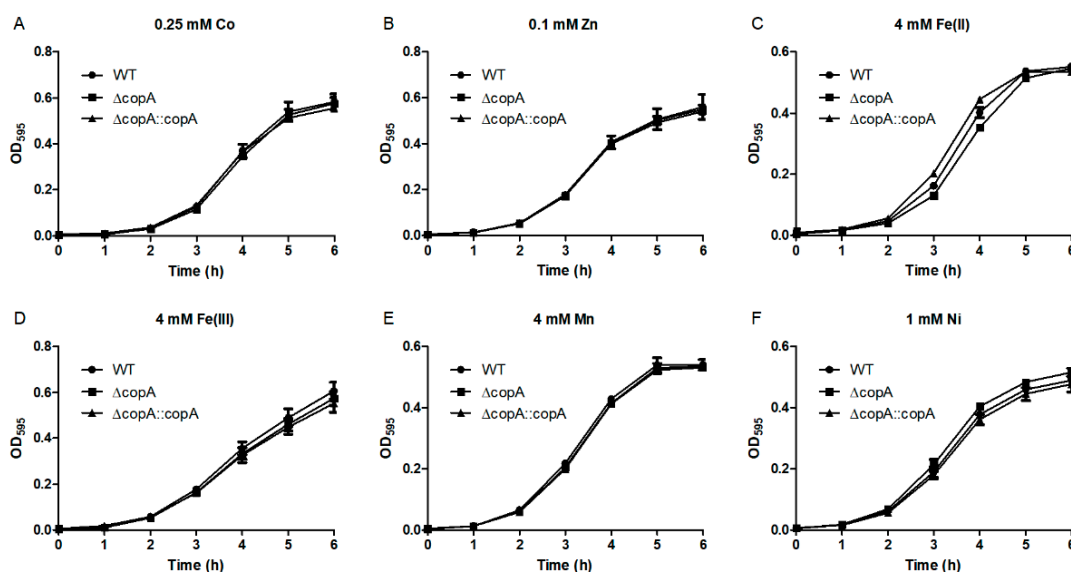 A
0.25 mM Co
OD595
0.8
0.6
0.4
0.2
0.0
WT
ΔcopA
ΔcopA::copA
0 1 2 3 4 5 6
Time (h)
B
0.1 mM Zn
OD595
0.8
0.6
0.4
0.2
0.0
WT
ΔcopA
ΔcopA::copA
0 1 2 3 4 5 6
Time (h)
C
4 mM Fe(II)
OD595
0.6
0.4
0.2
0.0
WT
ΔcopA
ΔcopA::copA
0 1 2 3 4 5 6
Time (h)
D
4 mM Fe(III)
OD595
0.8
0.6
0.4
0.2
0.0
WT
ΔcopA
ΔcopA::copA
0 1 2 3 4 5 6
Time (h)
E
4 mM Mn
OD595
0.6
0.4
0.2
0.0
WT
ΔcopA
ΔcopA::copA
0 1 2 3 4 5 6
Time (h)
F
1 mM Ni
OD595
0.6
0.4
0.2
0.0
WT
ΔcopA
ΔcopA::copA
0 1 2 3 4 5 6
Time (h)